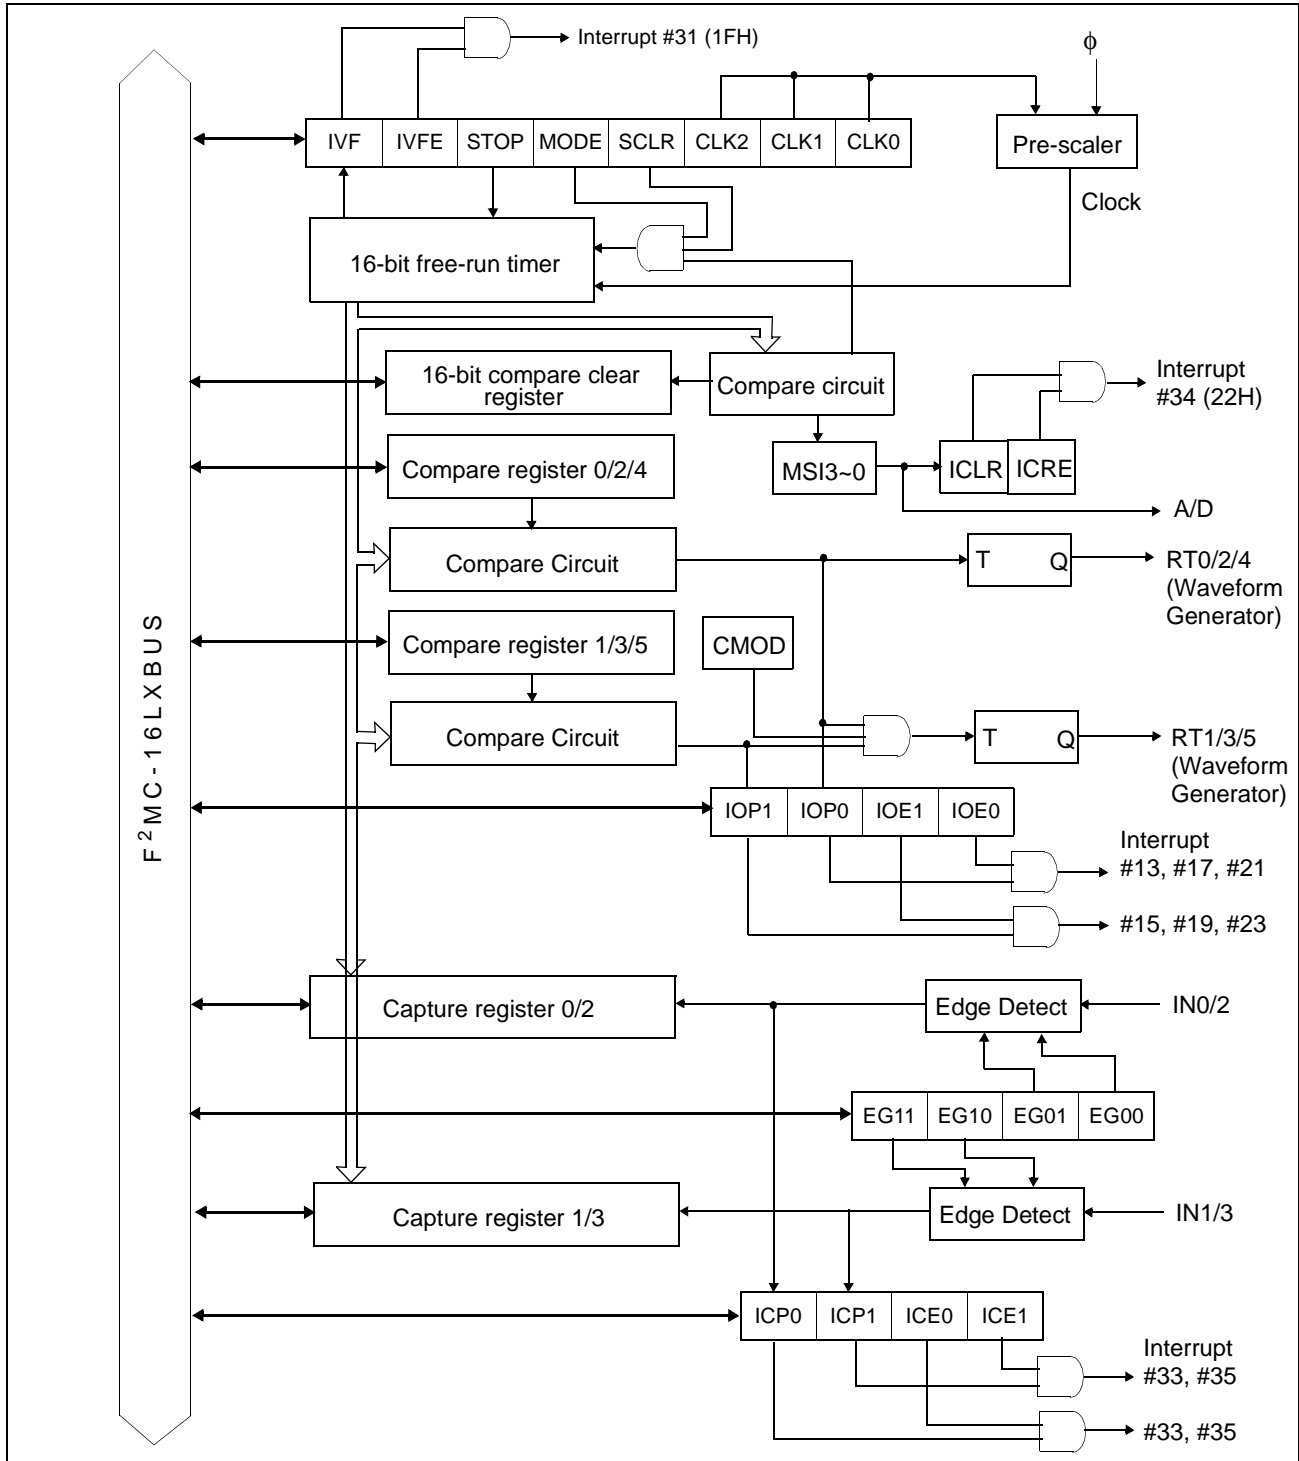 Interrupt #31 (1FH)
ϕ
IVF IVFE STOP MODE SCLR CLK2 CLK1 CLK0
Pre-scaler
Clock
16-bit free-run timer
16-bit compare clear
register
Compare circuit
Interrupt
#34 (22H)
Compare register 0/2/4
MSI3~0
ICLR ICRE
A/D
Compare Circuit
T Q
RT0/2/4
(Waveform
Generator)
Compare register 1/3/5
CMOD
Compare Circuit
T Q
RT1/3/5
(Waveform
Generator)
IOP1 IOP0 IOE1 IOE0
Interrupt
#13, #17, #21
#15, #19, #23
F²MC-16LXBUS
Capture register 0/2
Edge Detect
IN0/2
EG11 EG10 EG01 EG00
Capture register 1/3
Edge Detect
IN1/3
ICP0 ICP1 ICE0 ICE1
Interrupt
#33, #35
#33, #35